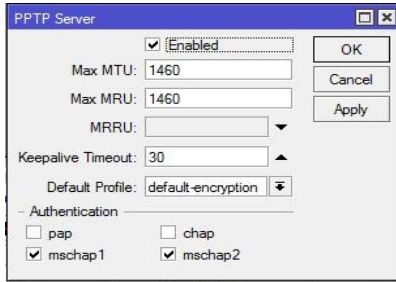 PPTP Server
Enabled
OK
Max MTU: 1460
Cancel
Max MRU: 1460
Apply
MRRU:
Keepalive Timeout: 30
Default Profile: default-encryption
Authentication
pap chap
mschap1 mschap2